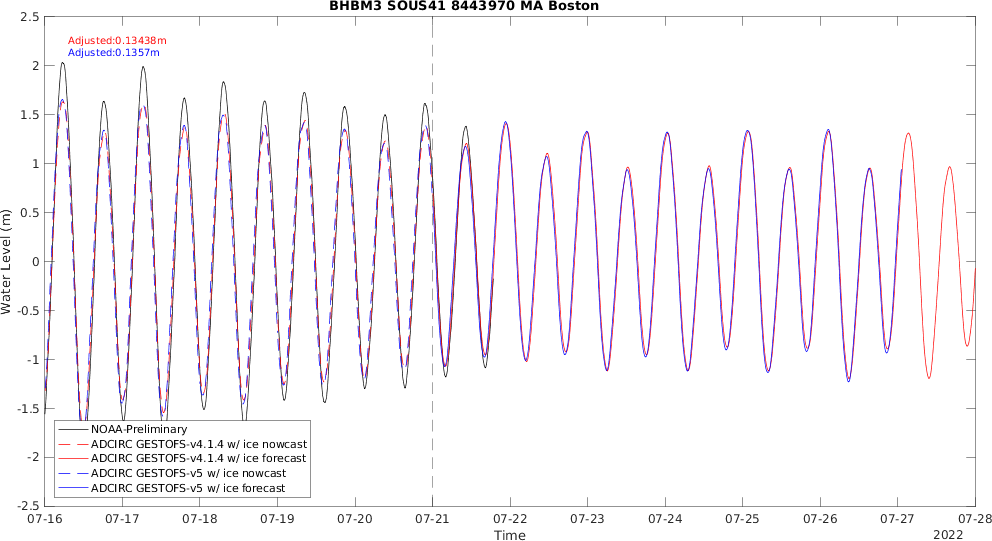 BHBM3 SOUS41 8443970 MA Boston
Adjusted:0.13438m
Adjusted:0.1357m
2.5
2
1.5
1
0.5
0
-0.5
-1
-1.5
-2
-2.5
Water Level (m)
NOAA-Preliminary
ADCIRC GESTOFS-v4.1.4 w/ ice nowcast
ADCIRC GESTOFS-v4.1.4 w/ ice forecast
ADCIRC GESTOFS-v5 w/ ice nowcast
ADCIRC GESTOFS-v5 w/ ice forecast
07-16 07-17 07-18 07-19 07-20 07-21 07-22 07-23 07-24 07-25 07-26 07-27 07-28
Time
2022